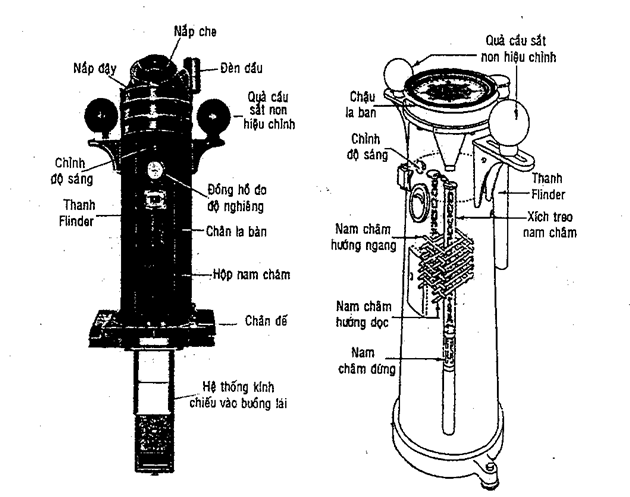 Nắp che
Nắp đậy
Đèn dầu
Quả cầu
sắt non
hiệu chỉnh
Chỉnh
độ sáng
Đồng hồ đo
độ nghiêng
Thanh
Flinder
Chân la bàn
Hộp nam châm
Chân đế
Hệ thống kính
chiếu vào buồng lái
Quả cầu sắt
non hiệu chỉnh
Chậu
la bàn
Chỉnh
độ sáng
Thanh
Flinder
Xích treo
nam châm
Nam châm
hướng ngang
Nam châm
hướng dọc
Nam
châm đứng